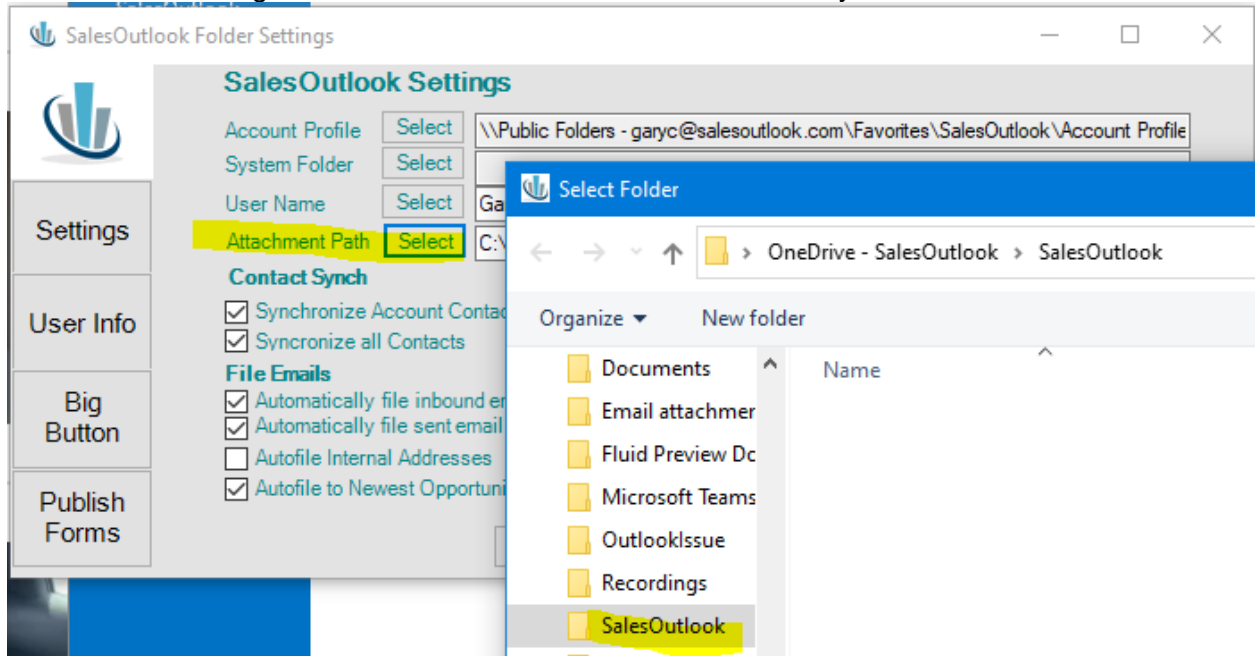 SalesOutlook Folder Settings
SalesOutlook Settings
Account Profile Select \\Public Folders - garyc@salesoutlook.com\Favorites\SalesOutlook\Account Profile
System Folder Select
User Name Select Ga
Attachment Path Select C:\
Contact Synch
Synchronize Account Contac
Syncronize all Contacts
File Emails
Automatically file inbound em
Automatically file sent email
Autofile Internal Addresses
Autofile to Newest Opportuni
Settings
User Info
Big
Button
Publish
Forms
Select Folder
OneDrive - SalesOutlook > SalesOutlook
Organize New folder
Name
Documents
Email attachmer
Fluid Preview Dc
Microsoft Teams
OutlookIssue
Recordings
SalesOutlook